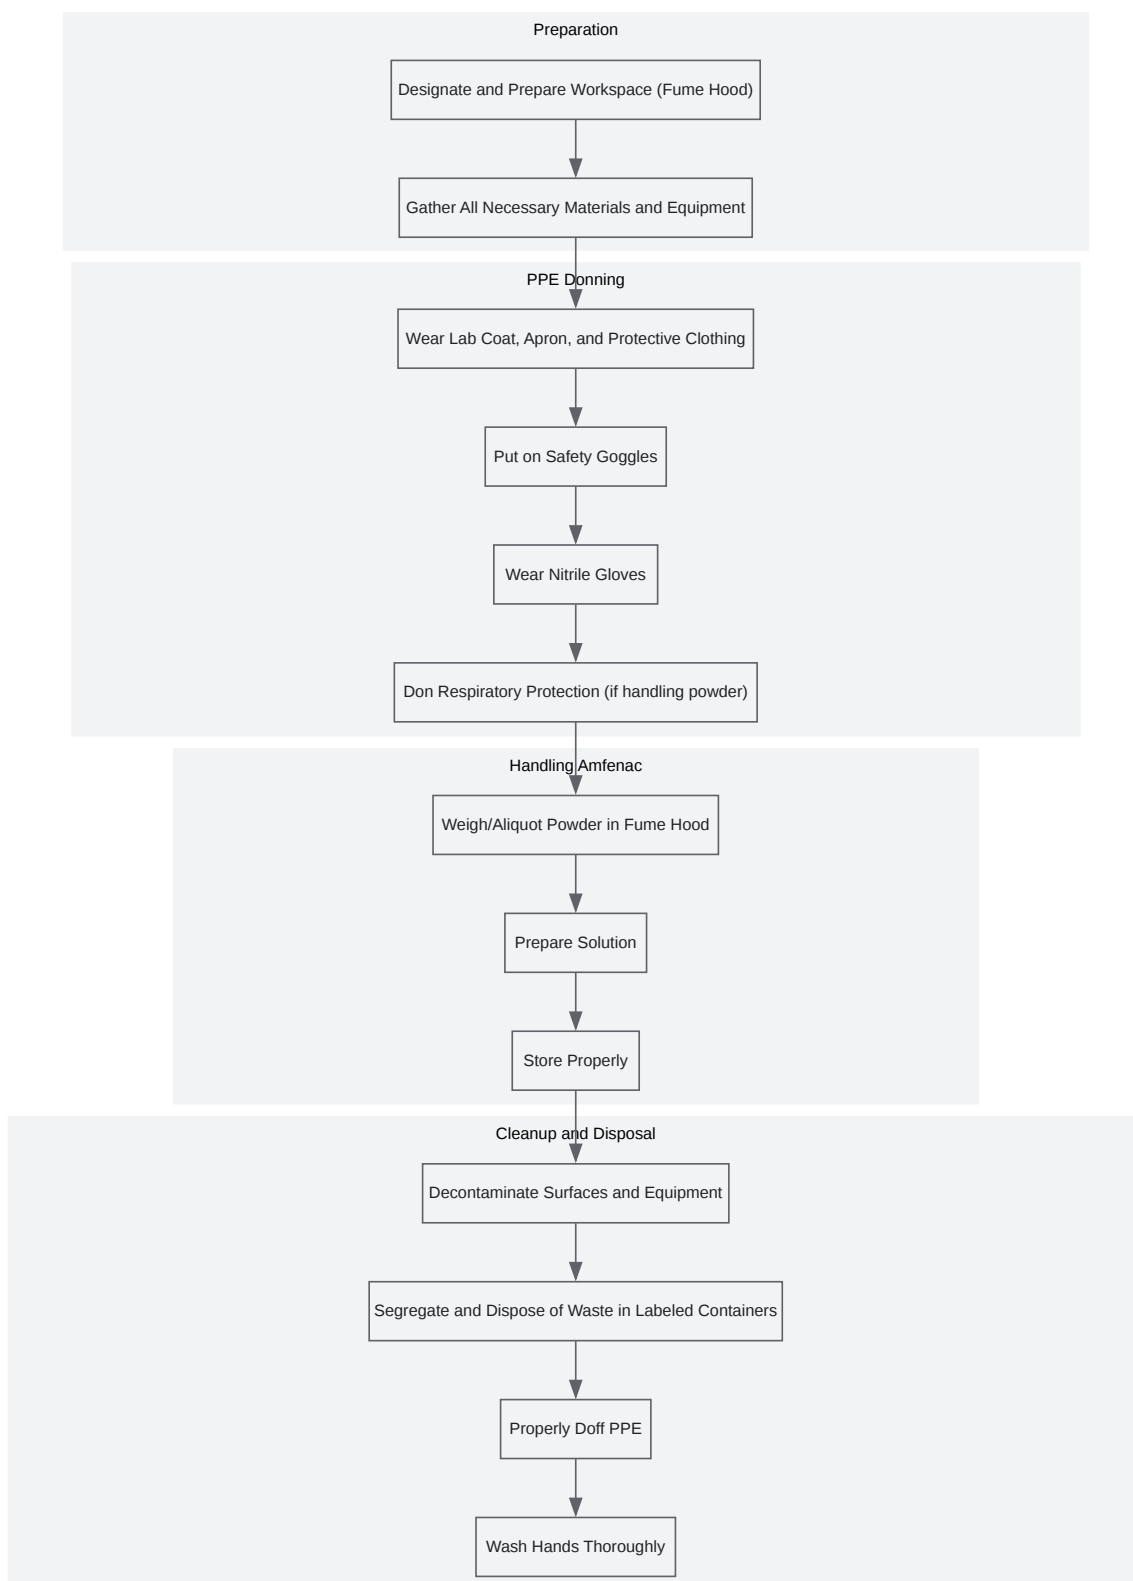 Preparation
Designate and Prepare Workspace (Fume Hood)
Gather All Necessary Materials and Equipment
PPE Donning
Wear Lab Coat, Apron, and Protective Clothing
Put on Safety Goggles
Wear Nitrile Gloves
Don Respiratory Protection (if handling powder)
Handling Amfenac
Weigh/Aliquot Powder in Fume Hood
Prepare Solution
Store Properly
Cleanup and Disposal
Decontaminate Surfaces and Equipment
Segregate and Dispose of Waste in Labeled Containers
Properly Doff PPE
Wash Hands Thoroughly